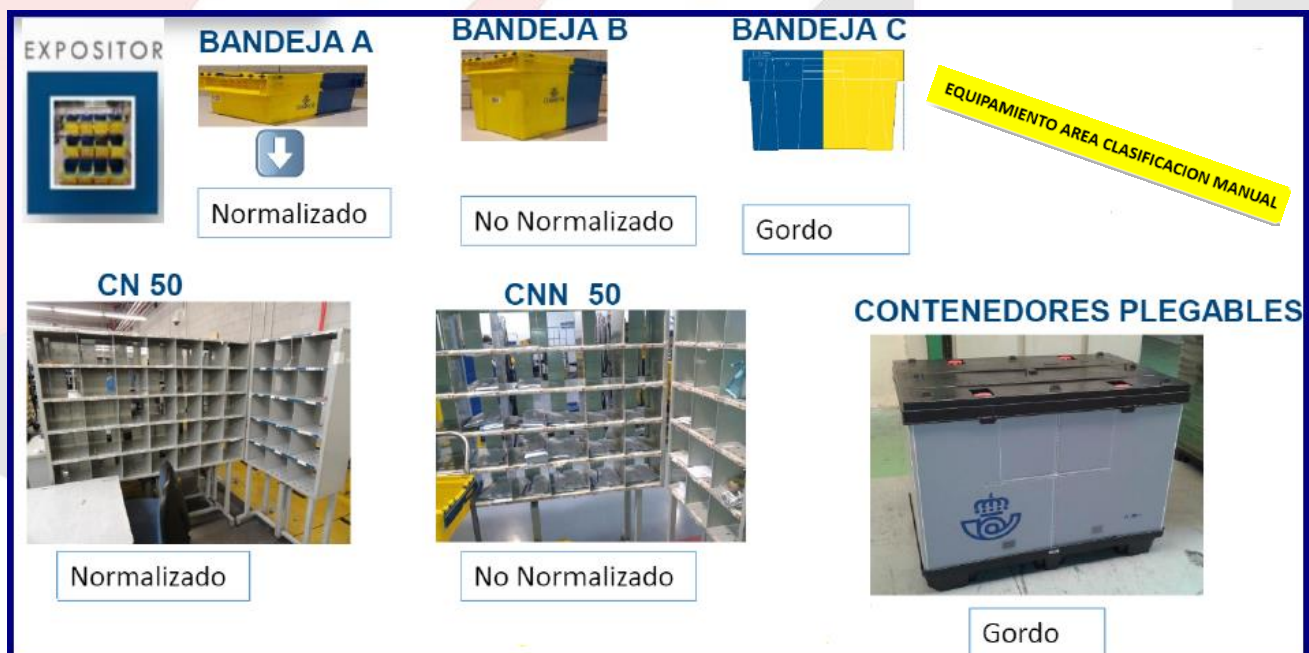 EXPOSITOR
BANDEJA A
BANDEJA B
BANDEJA C
EQUIPAMIENTO AREA CLASIFICACION MANUAL
Normalizado
No Normalizado
Gordo
CN 50
CNN 50
CONTENEDORES PLEGABLES
Normalizado
No Normalizado
Gordo